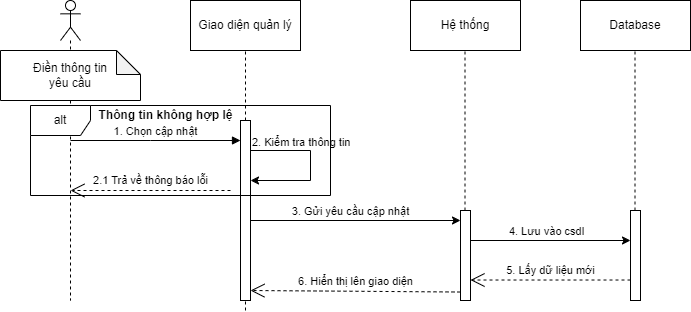 Giao diện quản lý
Hệ thống
Database
Điền thông tin
yêu cầu
alt
Thông tin không hợp lệ
1. Chọn cập nhật
2. Kiểm tra thông tin
2.1 Trả về thông báo lỗi
3. Gửi yêu cầu cập nhật
4. Lưu vào csdl
5. Lấy dữ liệu mới
6. Hiển thị lên giao diện